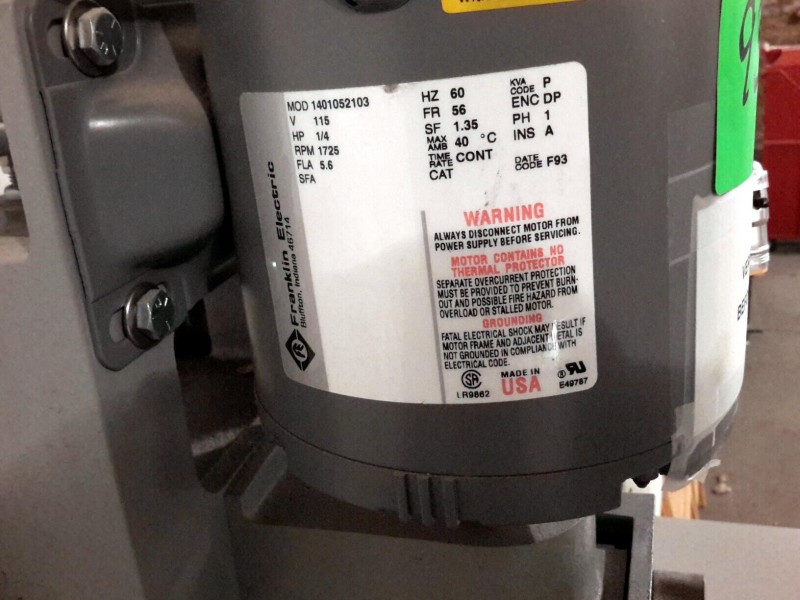 MOD 1401052103
V 115
HP 1/4
RPM 1725
FLA 5.6
SFA
HZ 60
FR 56
SF 1.35
MAX AMB 40 °C
TIME RATE CONT
CAT
KVA CODE P
ENC DP
PH 1
INS A
DATE CODE F93
Franklin Electric
Bluffton, Indiana 46714
WARNING
ALWAYS DISCONNECT MOTOR FROM
POWER SUPPLY BEFORE SERVICING.
MOTOR CONTAINS NO
THERMAL PROTECTOR
SEPARATE OVERCURRENT PROTECTION
MUST BE PROVIDED TO PREVENT BURN-
OUT AND POSSIBLE FIRE HAZARD FROM
OVERLOAD OR STALLED MOTOR.
GROUNDING
FATAL ELECTRICAL SHOCK MAY RESULT IF
MOTOR FRAME AND ADJACENT METAL IS
NOT GROUNDED IN COMPLIANCE WITH
ELECTRICAL CODE.
LR9862
MADE IN
USA
E49787